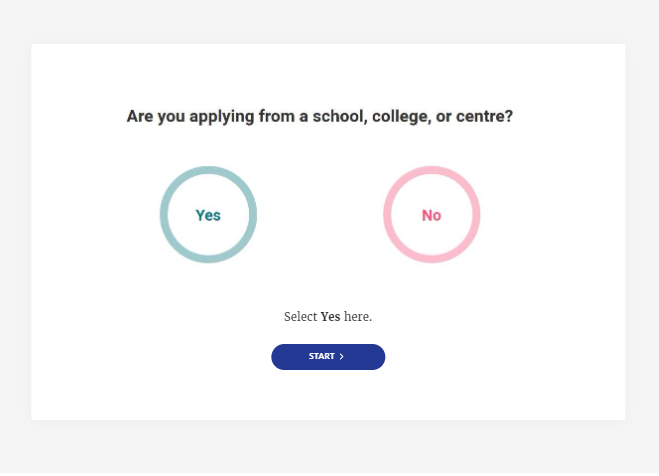 Are you applying from a school, college, or centre?
Yes
No
Select Yes here.
START